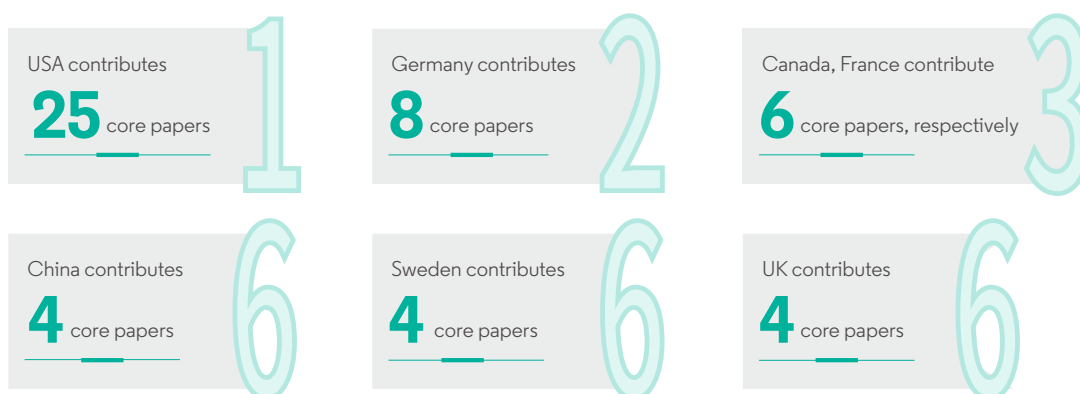 USA contributes
25 core papers
1
Germany contributes
8 core papers
2
Canada, France contribute
6 core papers, respectively
3
China contributes
4 core papers
6
Sweden contributes
4 core papers
6
UK contributes
4 core papers
6